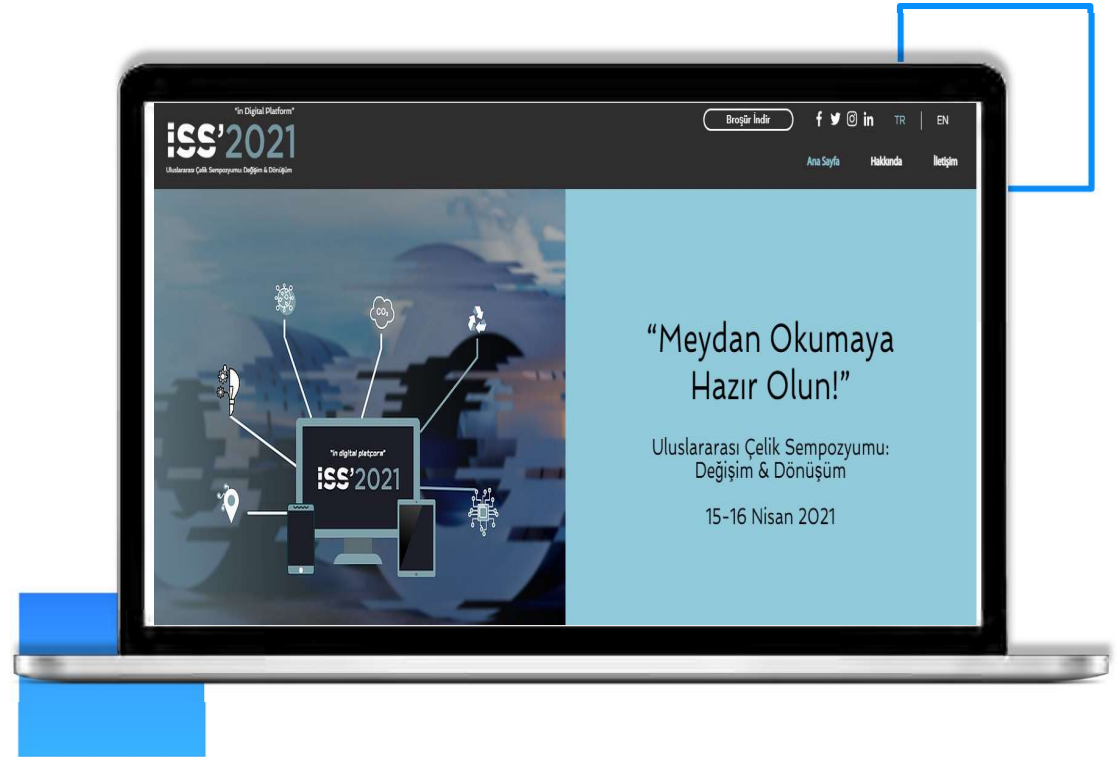 "in Digital Platform"
iSS'2021
Uluslararası Çelik Sempozyumu: Değişim & Dönüşüm
Broşür İndir
f in TR | EN
Ana Sayfa Hakkında İletişim
CO₂
"in digital platform"
iSS'2021
"Meydan Okumaya
Hazır Olun!"
Uluslararası Çelik Sempozyumu:
Değişim & Dönüşüm
15-16 Nisan 2021